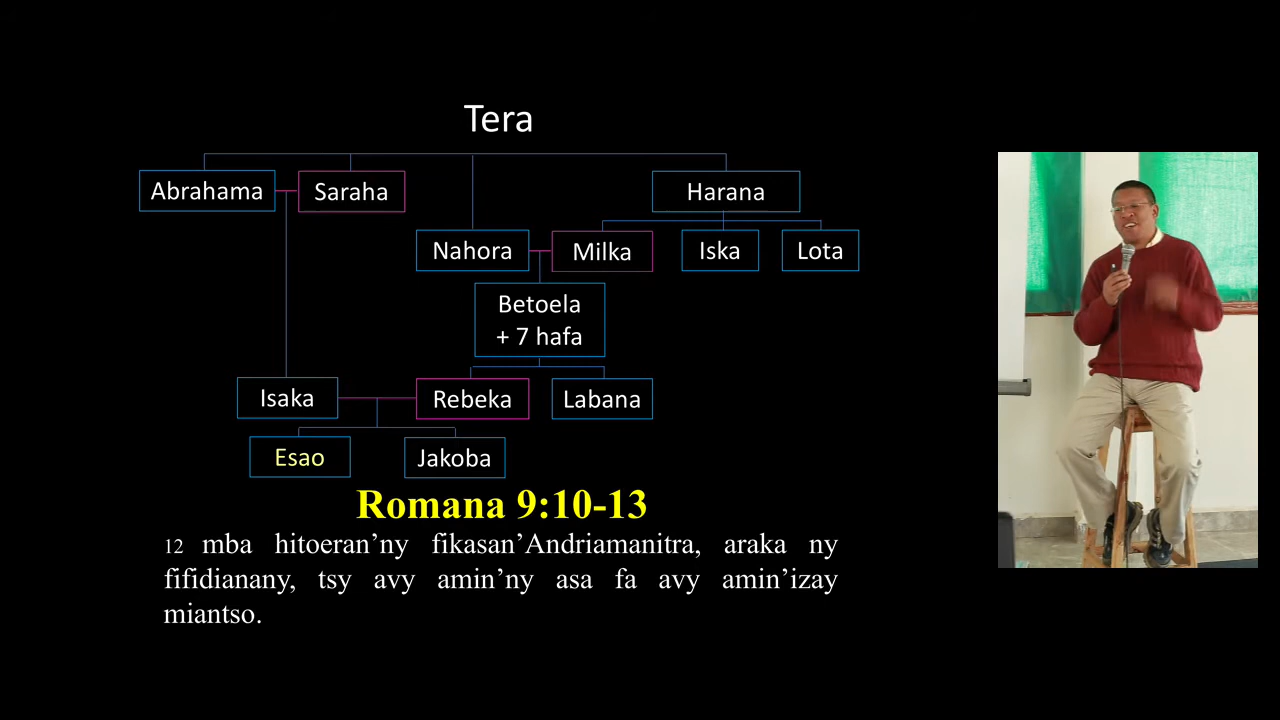 Tera
Abrahama
Saraha
Harana
Nahora
Milka
Iska
Lota
Betoela
+ 7 hafa
Isaka
Rebeka
Labana
Esao
Jakoba
Romana 9:10-13
12 mba hitoeran’ny fikasan’Andriamanitra, araka ny
fifidianany, tsy avy amin’ny asa fa avy amin’izay
miantso.